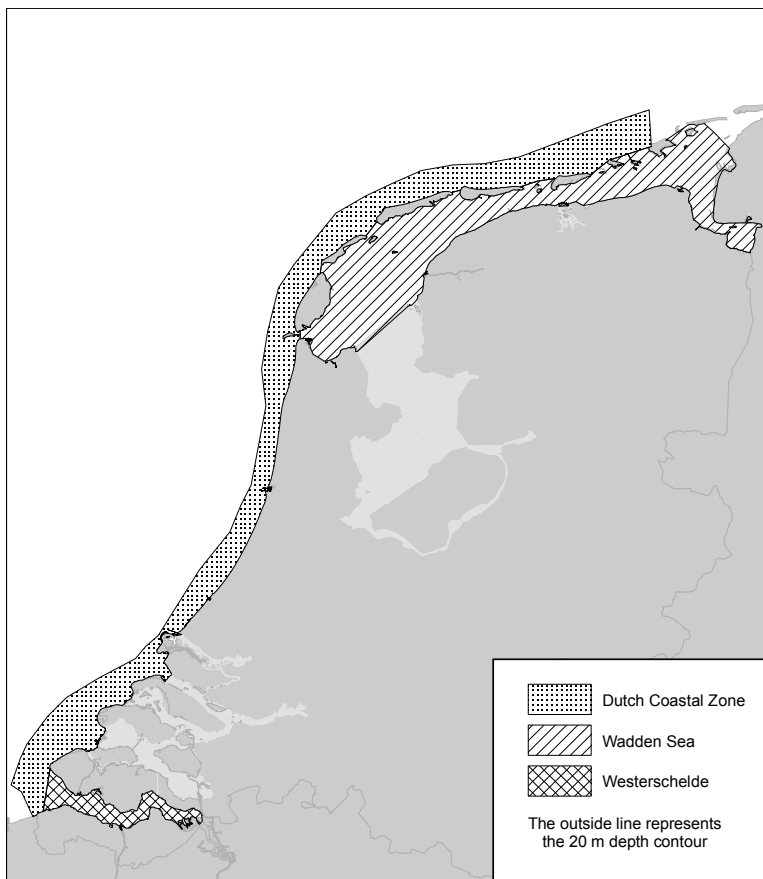 Dutch Coastal Zone
Wadden Sea
Westerschelde
The outside line represents
the 20 m depth contour